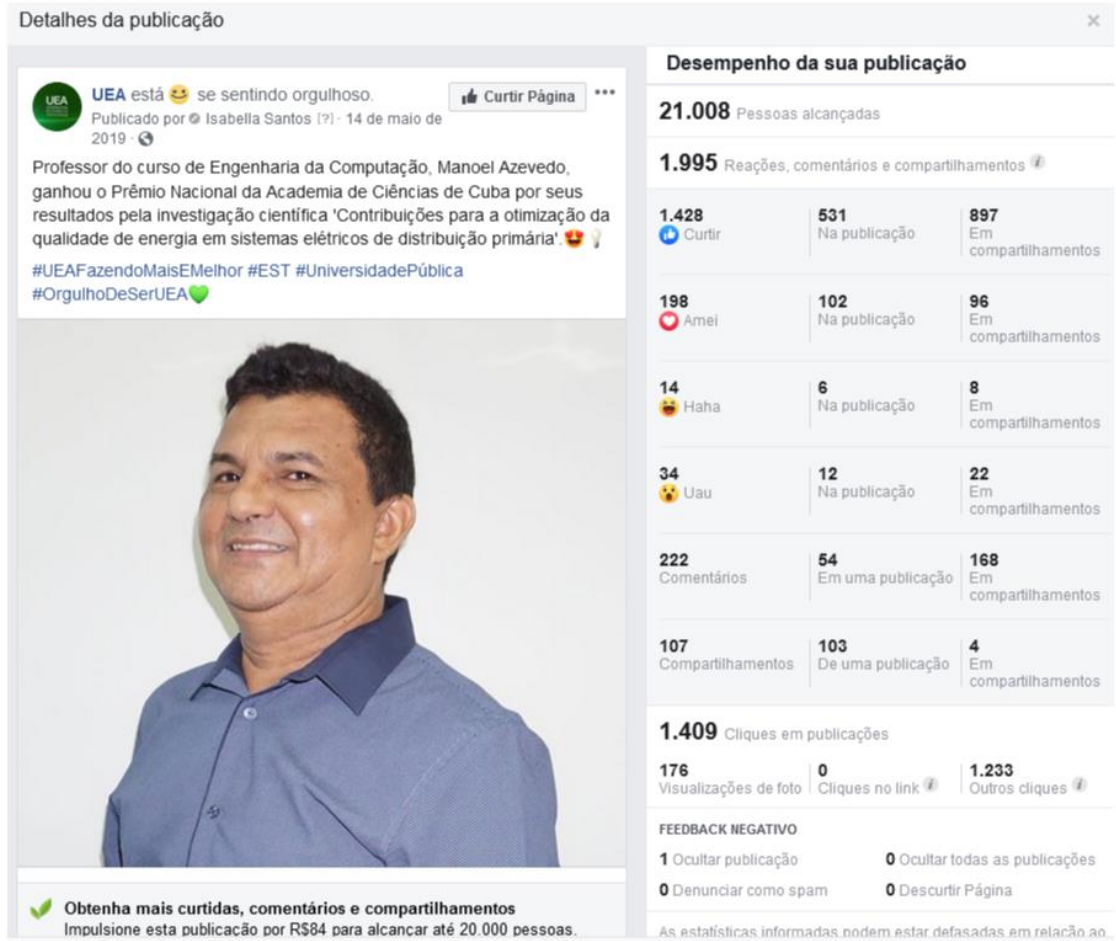 Detalhes da publicação
UEA
UEA está 😆 se sentindo orgulhoso.
Publicado por Isabella Santos [?] · 14 de maio de
2019 ·
Curtir Página
Professor do curso de Engenharia da Computação, Manoel Azevedo,
ganhou o Prêmio Nacional da Academia de Ciências de Cuba por seus
resultados pela investigação científica 'Contribuições para a otimização da
qualidade de energia em sistemas elétricos de distribuição primária'.🤩💡
#UEAFazendoMaisEMelhor #EST #UniversidadePública
#OrgulhoDeSerUEA💚
Obtenha mais curtidas, comentários e compartilhamentos
Impulsione esta publicação por R$84 para alcançar até 20.000 pessoas.
Desempenho da sua publicação
21.008 Pessoas alcançadas
1.995 Reações, comentários e compartilhamentos
1.428
Curtir
531
Na publicação
897
Em
compartilhamentos
198
Amei
102
Na publicação
96
Em
compartilhamentos
14
Haha
6
Na publicação
8
Em
compartilhamentos
34
Uau
12
Na publicação
22
Em
compartilhamentos
222
Comentários
54
Em uma publicação
168
Em
compartilhamentos
107
Compartilhamentos
103
De uma publicação
4
Em
compartilhamentos
1.409 Cliques em publicações
176
Visualizações de foto
0
Cliques no link
1.233
Outros cliques
FEEDBACK NEGATIVO
1 Ocultar publicação
0 Ocultar todas as publicações
0 Denunciar como spam
0 Descurtir Página
As estatísticas informadas podem estar defasadas em relação ao